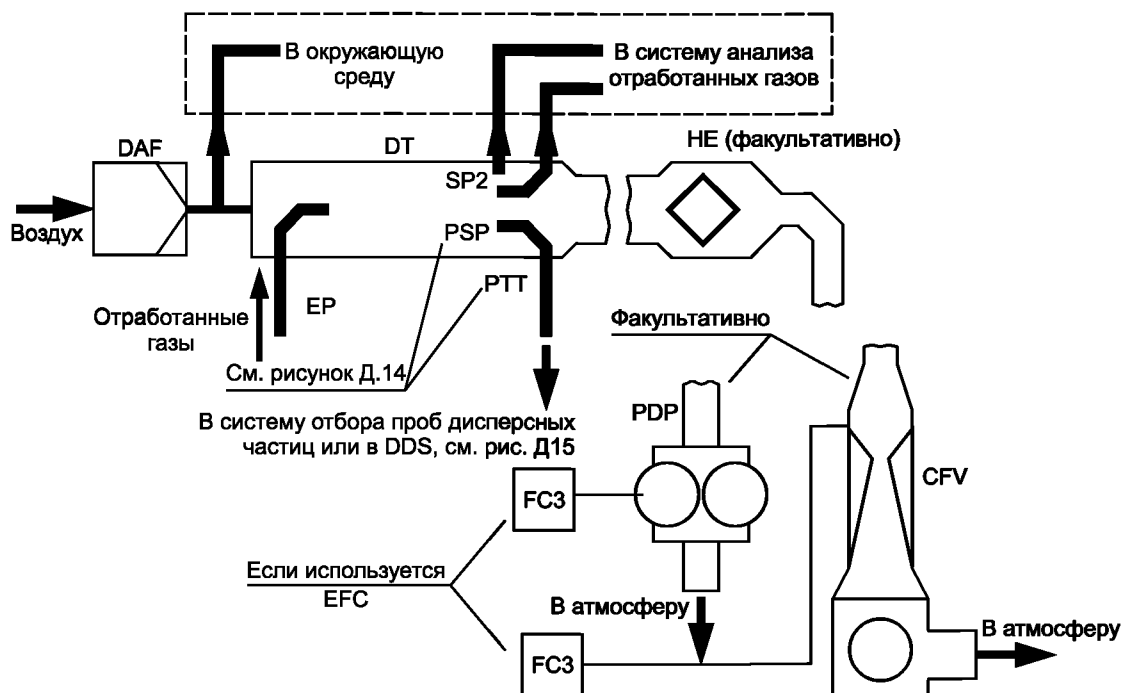 В окружающую
среду
В систему анализа
отработанных газов
DAF
DT
HE (факультативно)
SP2
Воздух
PSP
EP
PTT
Отработанные
газы
Факультативно
См. рисунок Д.14
PDP
В систему отбора проб дисперсных
частиц или в DDS, см. рис. Д15
CFV
FC3
Если используется
EFC
В атмосферу
В атмосферу
FC3